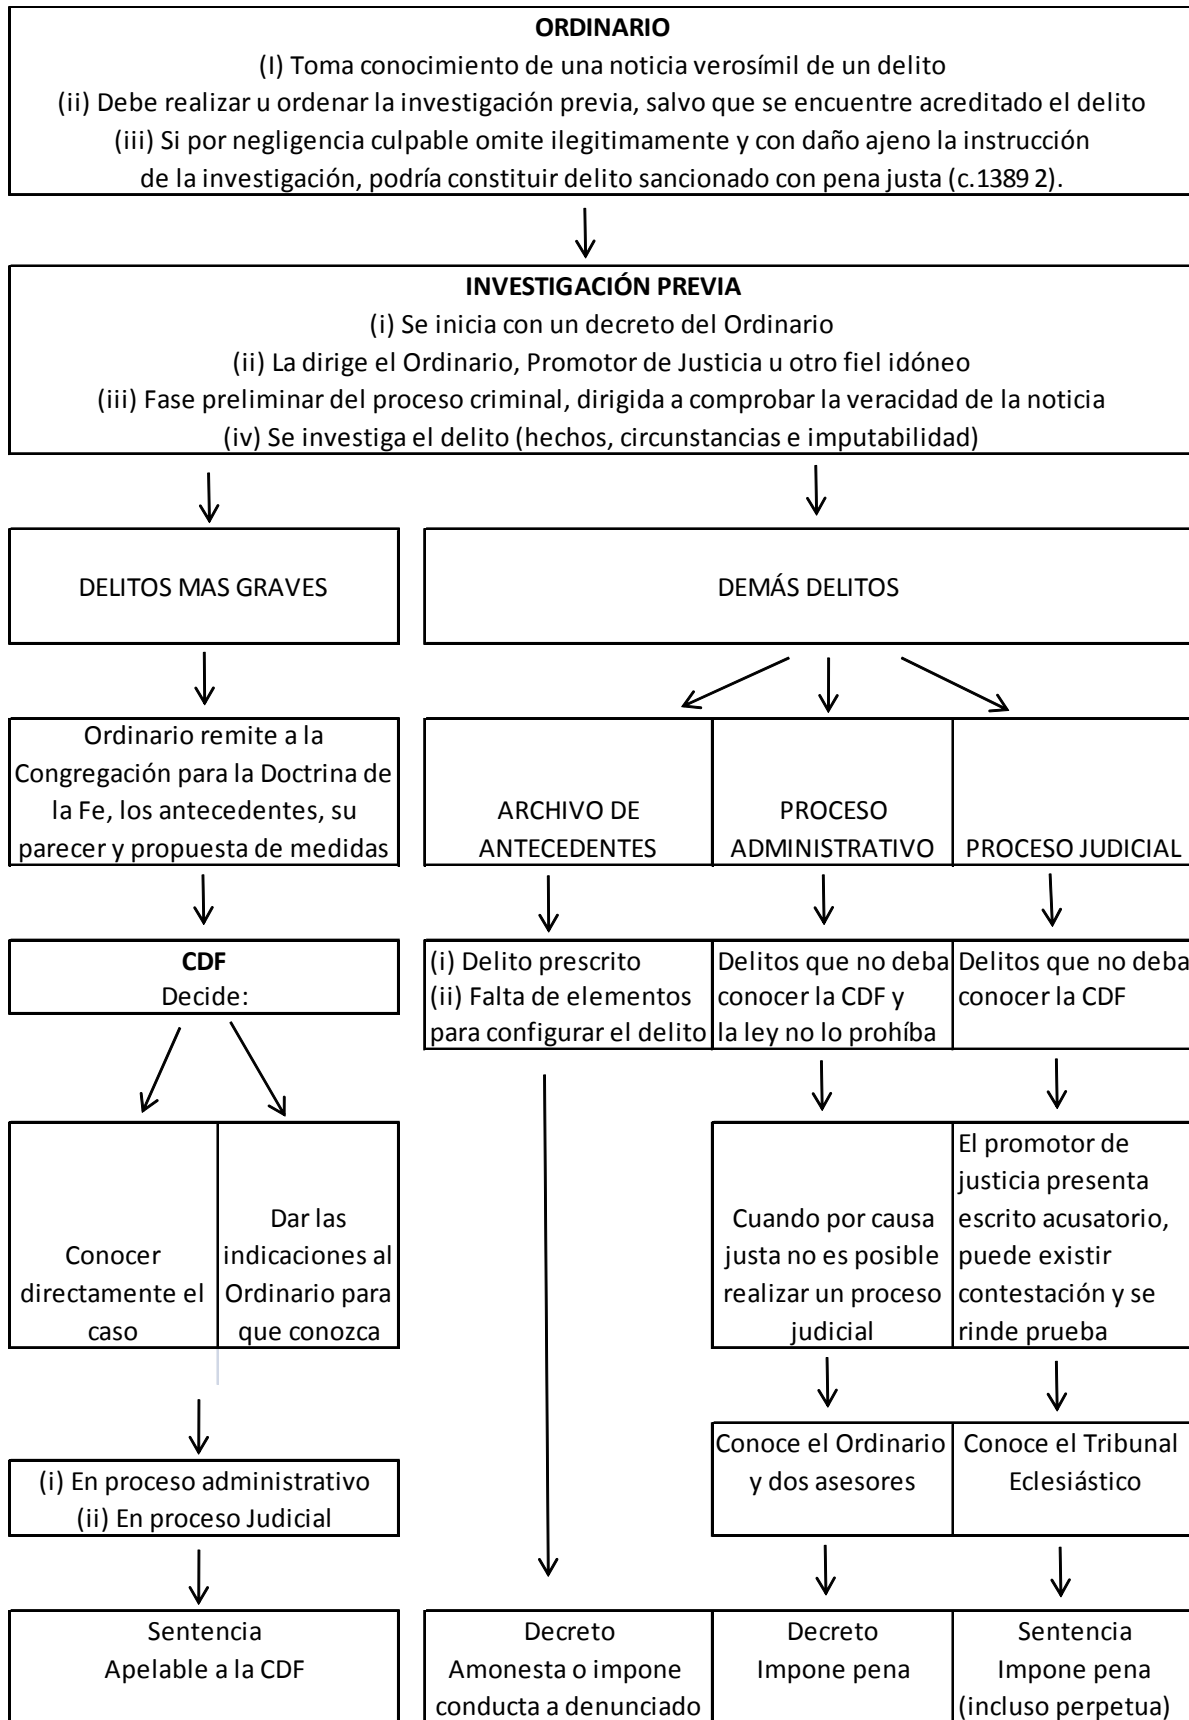 ORDINARIO
(I) Toma conocimiento de una noticia verosímil de un delito
(ii) Debe realizar u ordenar la investigación previa, salvo que se encuentre acreditado el delito
(iii) Si por negligencia culpable omite ilegitimamente y con daño ajeno la instrucción
de la investigación, podría constituir delito sancionado con pena justa (c.1389 2).
INVESTIGACIÓN PREVIA
(i) Se inicia con un decreto del Ordinario
(ii) La dirige el Ordinario, Promotor de Justicia u otro fiel idóneo
(iii) Fase preliminar del proceso criminal, dirigida a comprobar la veracidad de la noticia
(iv) Se investiga el delito (hechos, circunstancias e imputabilidad)
DELITOS MAS GRAVES
DEMÁS DELITOS
Ordinario remite a la
Congregación para la Doctrina de
la Fe, los antecedentes, su
parecer y propuesta de medidas
ARCHIVO DE
ANTECEDENTES
PROCESO
ADMINISTRATIVO
PROCESO JUDICIAL
CDF
Decide:
(i) Delito prescrito
(ii) Falta de elementos
para configurar el delito
Delitos que no deba
conocer la CDF y
la ley no lo prohíba
Delitos que no deba
conocer la CDF
Conocer
directamente el
caso
Dar las
indicaciones al
Ordinario para
que conozca
Cuando por causa
justa no es posible
realizar un proceso
judicial
El promotor de
justicia presenta
escrito acusatorio,
puede existir
contestación y se
rinde prueba
(i) En proceso administrativo
(ii) En proceso Judicial
Conoce el Ordinario
y dos asesores
Conoce el Tribunal
Eclesiástico
Sentencia
Apelable a la CDF
Decreto
Amonesta o impone
conducta a denunciado
Decreto
Impone pena
Sentencia
Impone pena
(incluso perpetua)